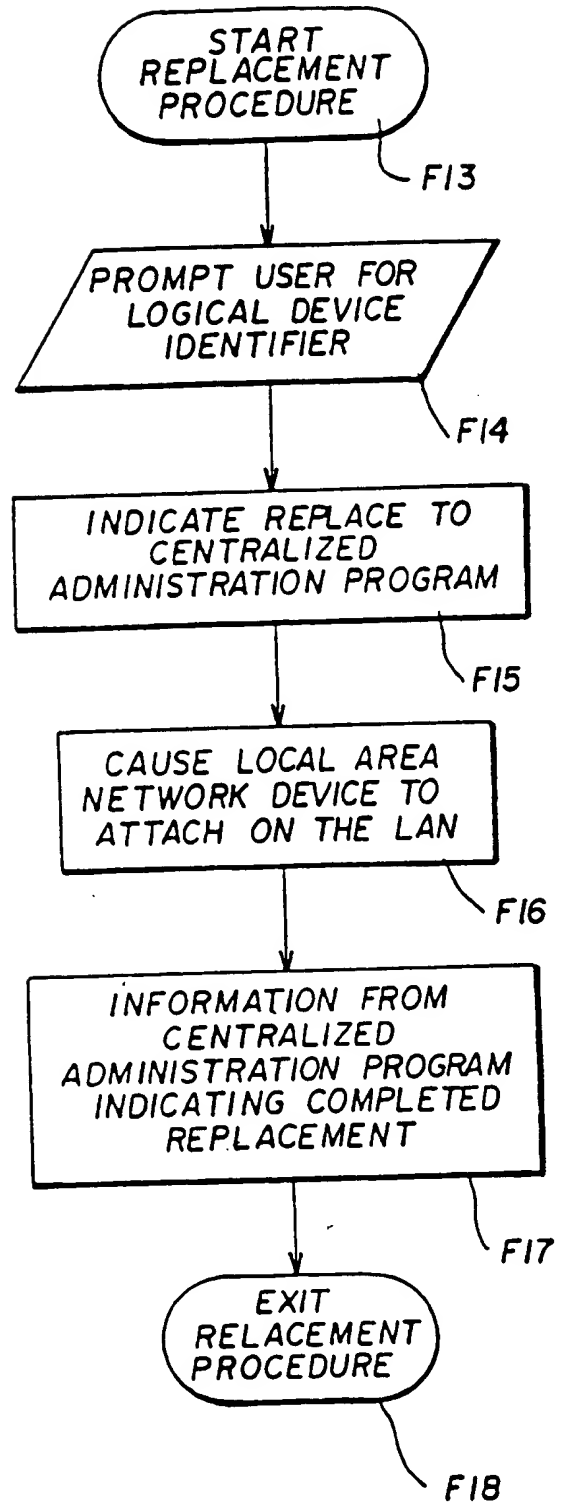 START
REPLACEMENT
PROCEDURE
F13
PROMPT USER FOR
LOGICAL DEVICE
IDENTIFIER
F14
INDICATE REPLACE TO
CENTRALIZED
ADMINISTRATION PROGRAM
F15
CAUSE LOCAL AREA
NETWORK DEVICE TO
ATTACH ON THE LAN
F16
INFORMATION FROM
CENTRALIZED
ADMINISTRATION PROGRAM
INDICATING COMPLETED
REPLACEMENT
F17
EXIT
RELACEMENT
PROCEDURE
F18